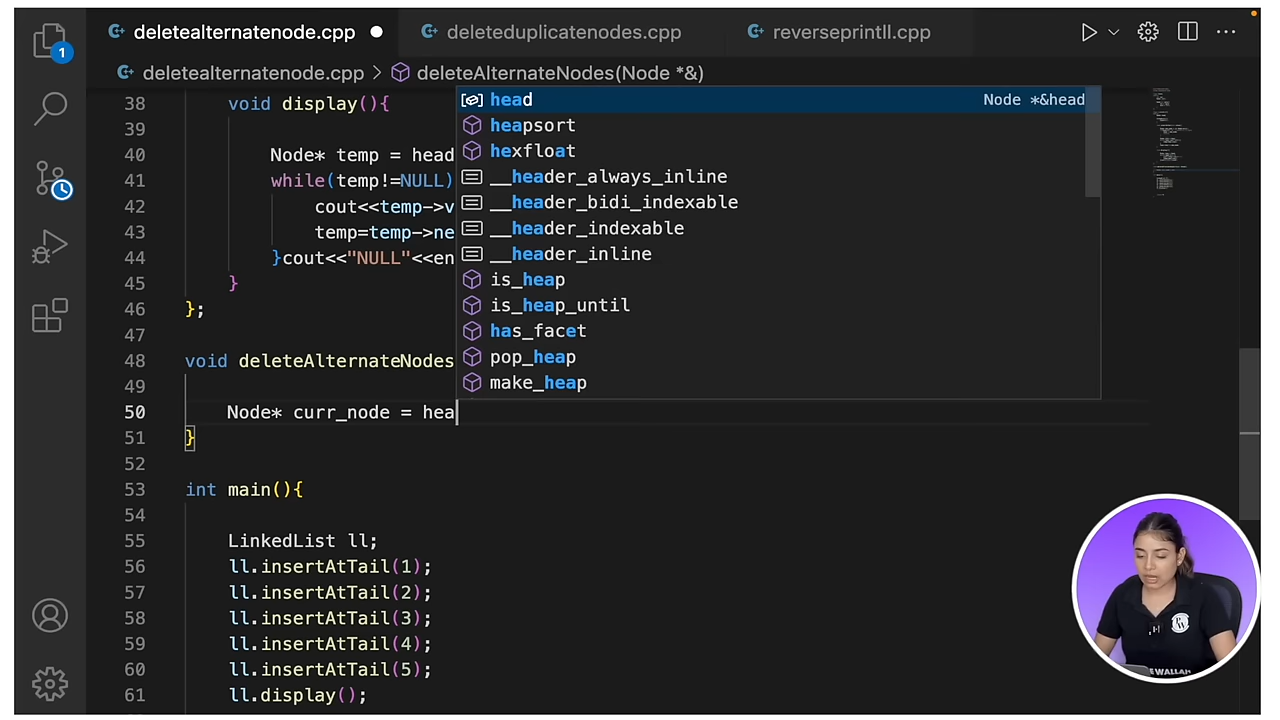 deletealternatenode.cpp
deleteduplicatenodes.cpp
reverseprintll.cpp
1
deletealternatenode.cpp > deleteAlternateNodes(Node *&)
38 void display(){
39
40 Node* temp = head
41 while(temp!=NULL)
42 cout<<temp->v
43 temp=temp->ne
44 }cout<<"NULL"<<en
45 }
46 };
47
48 void deleteAlternateNodes
49
50 Node* curr_node = hea
51 }
52
53 int main(){
54
55 LinkedList ll;
56 ll.insertAtTail(1);
57 ll.insertAtTail(2);
58 ll.insertAtTail(3);
59 ll.insertAtTail(4);
60 ll.insertAtTail(5);
61 ll.display();
head Node *&head
heapsort
hexfloat
__header_always_inline
__header_bidi_indexable
__header_indexable
__header_inline
is_heap
is_heap_until
has_facet
pop_heap
make_heap
PW